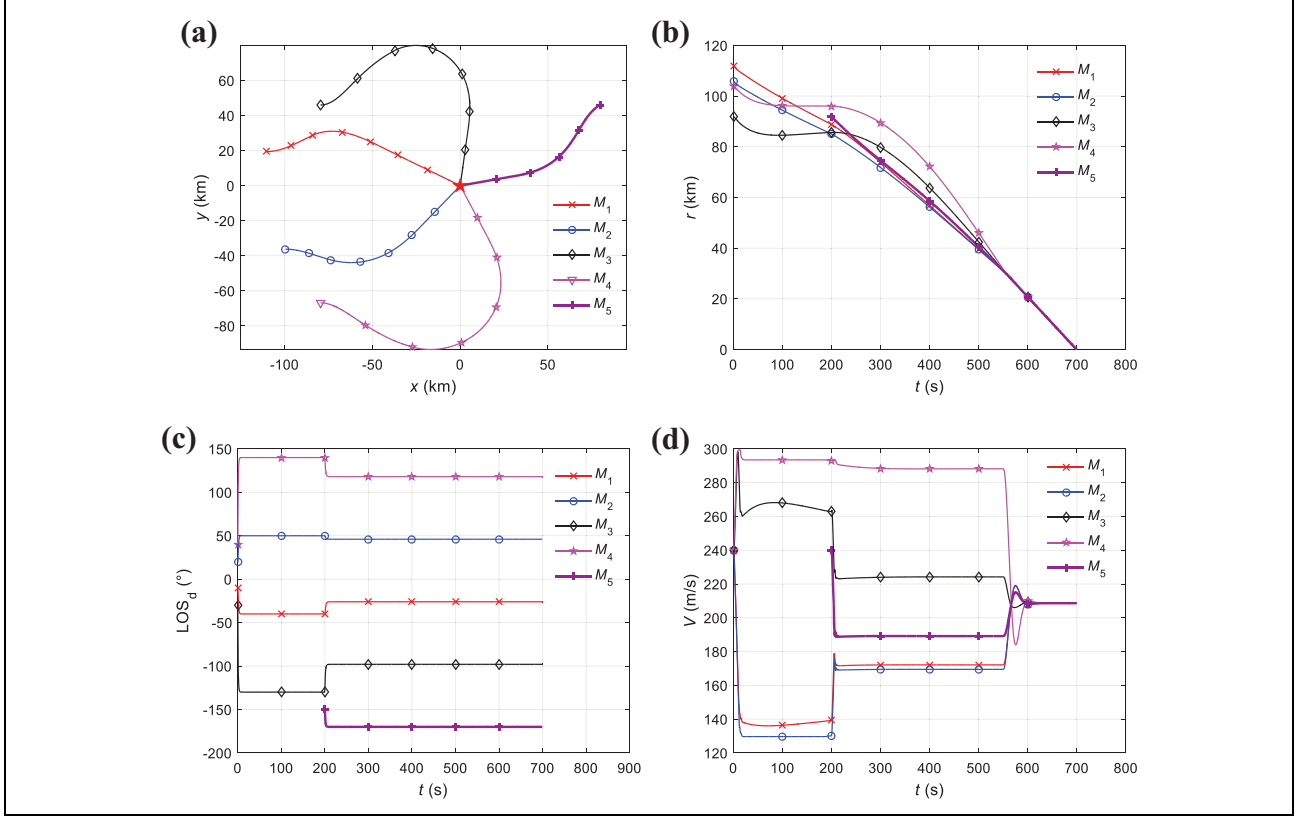 (a)
60
40
20
0
-20
-40
-60
-80
y (km)
-100
-50
0
50
x (km)
M1
M2
M3
M4
M5
(b)
120
100
80
60
40
20
0
r (km)
0
100
200
300
400
500
600
700
800
t (s)
M1
M2
M3
M4
M5
(c)
150
100
50
0
-50
-100
-150
-200
LOSd (°)
0
100
200
300
400
500
600
700
800
900
t (s)
M1
M2
M3
M4
M5
(d)
300
280
260
240
220
200
180
160
140
120
V (m/s)
0
100
200
300
400
500
600
700
800
t (s)
M1
M2
M3
M4
M5